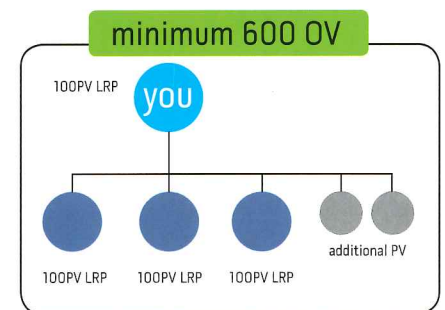 minimum 600 OV
100PV LRP
you
additional PV
100PV LRP 100PV LRP 100PV LRP